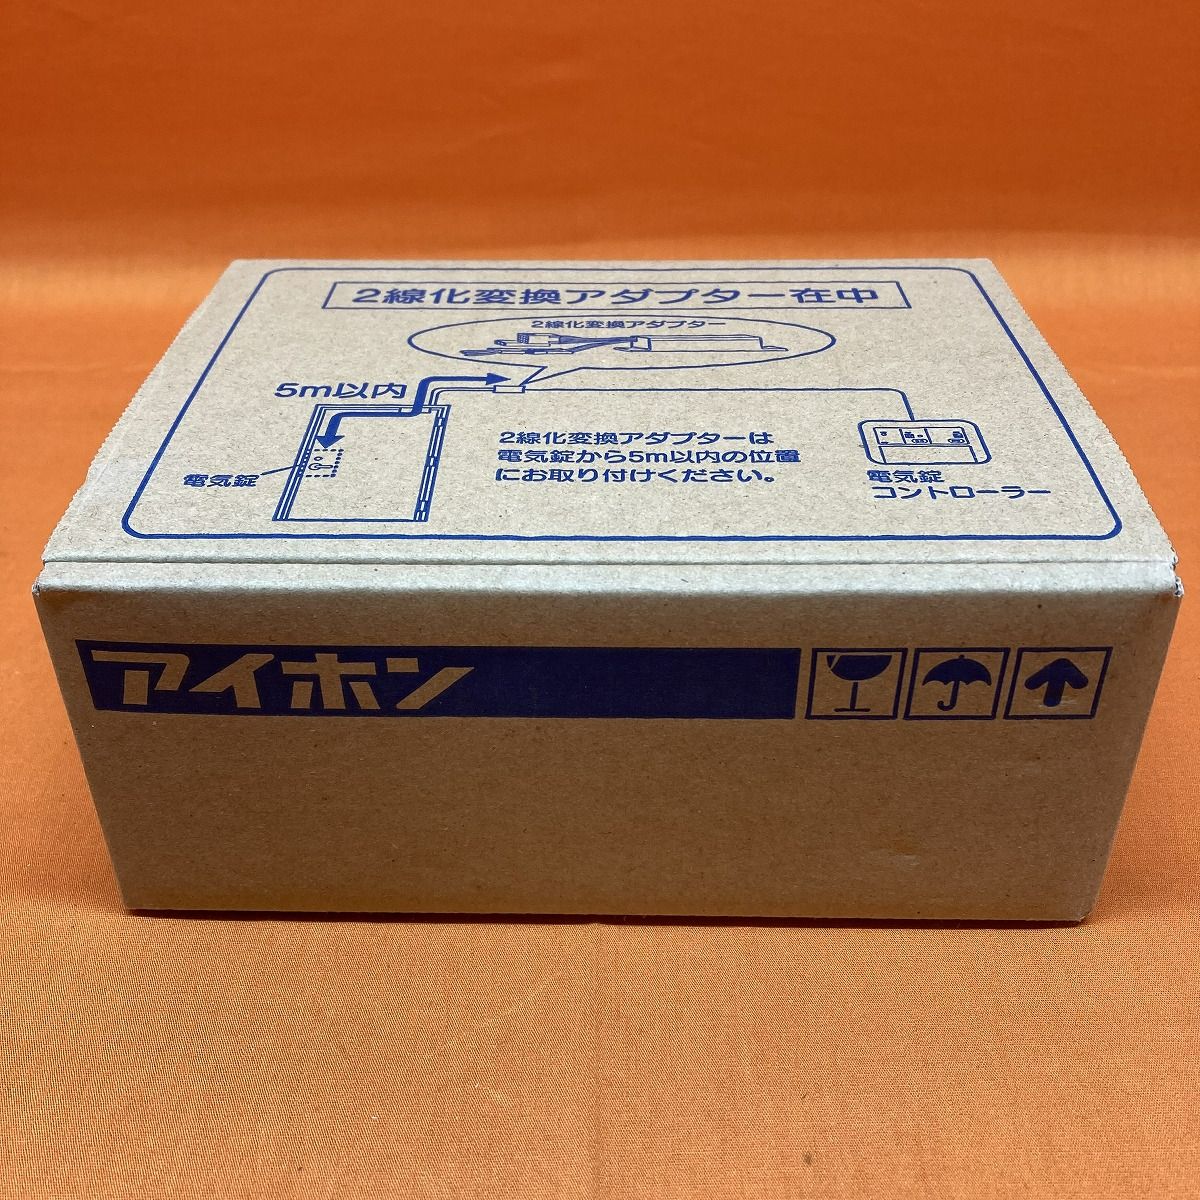 2線化変換アダプター在中
2線化変換アダプター
5m以内
2線化変換アダプターは
電気錠から5m以内の位置
にお取り付けください。
電気錠
電気錠
コントローラー
アイホン